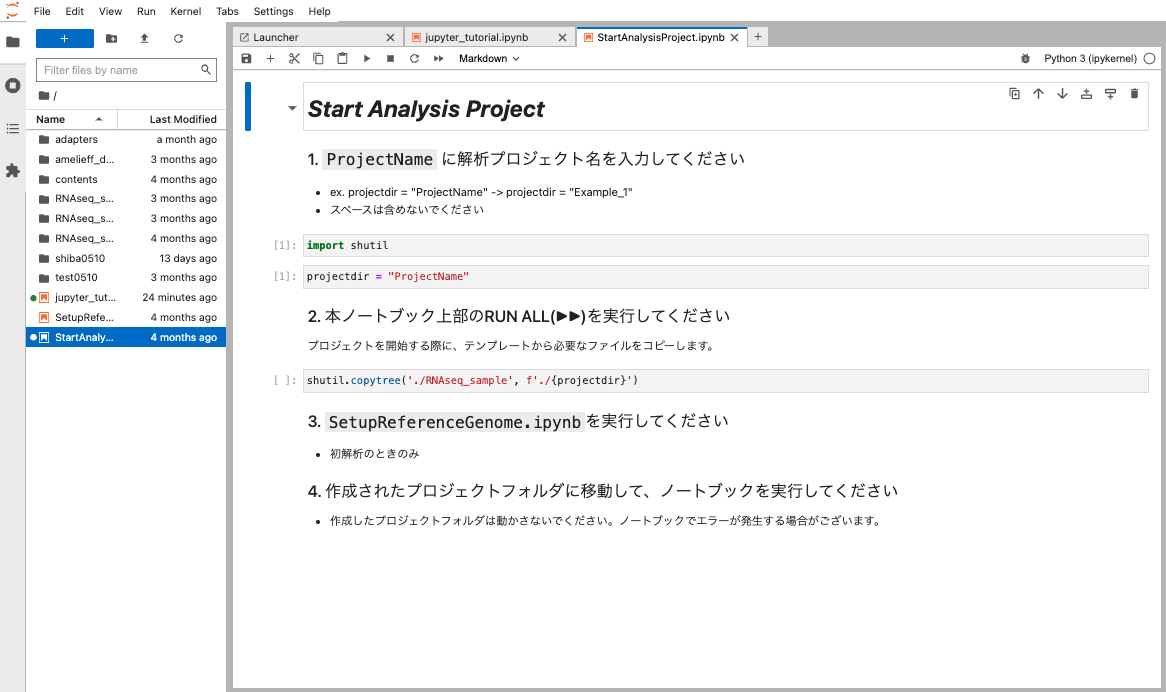 File Edit View Run Kernel Tabs Settings Help
+
Filter files by name
/
Name Last Modified
adapters a month ago
amelieff_d... 3 months ago
contents 4 months ago
RNAseq_s... 3 months ago
RNAseq_s... 3 months ago
RNAseq_s... 4 months ago
shiba0510 13 days ago
test0510 3 months ago
jupyter_tut... 24 minutes ago
SetupRefe... 4 months ago
StartAnaly... 4 months ago
Launcher jupyter_tutorial.ipynb StartAnalysisProject.ipynb +
Markdown Python 3 (ipykernel)
Start Analysis Project
1. ProjectName に解析プロジェクト名を入力してください
• ex. projectdir = "ProjectName" -> projectdir = "Example_1"
• スペースは含めないでください
[1]: import shutil
[1]: projectdir = "ProjectName"
2. 本ノートブック上部のRUN ALL(▶▶)を実行してください
プロジェクトを開始する際に、テンプレートから必要なファイルをコピーします。
[ ]: shutil.copytree('./RNAseq_sample', f'./{projectdir}')
3. SetupReferenceGenome.ipynbを実行してください
• 初解析のときのみ
4. 作成されたプロジェクトフォルダに移動して、ノートブックを実行してください
• 作成したプロジェクトフォルダは動かさないでください。ノートブックでエラーが発生する場合がございます。